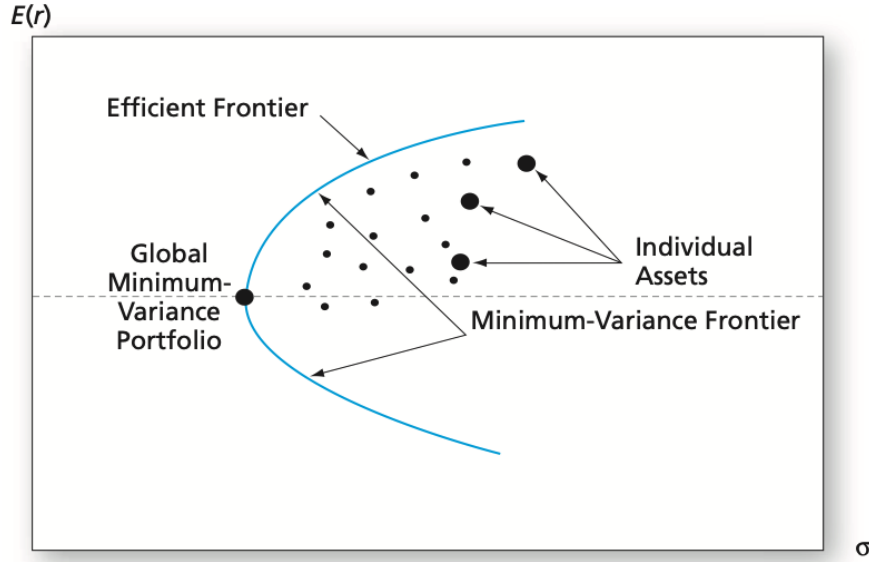 E(r)
Efficient Frontier
Global
Minimum-
Variance
Portfolio
Individual
Assets
Minimum-Variance Frontier
σ